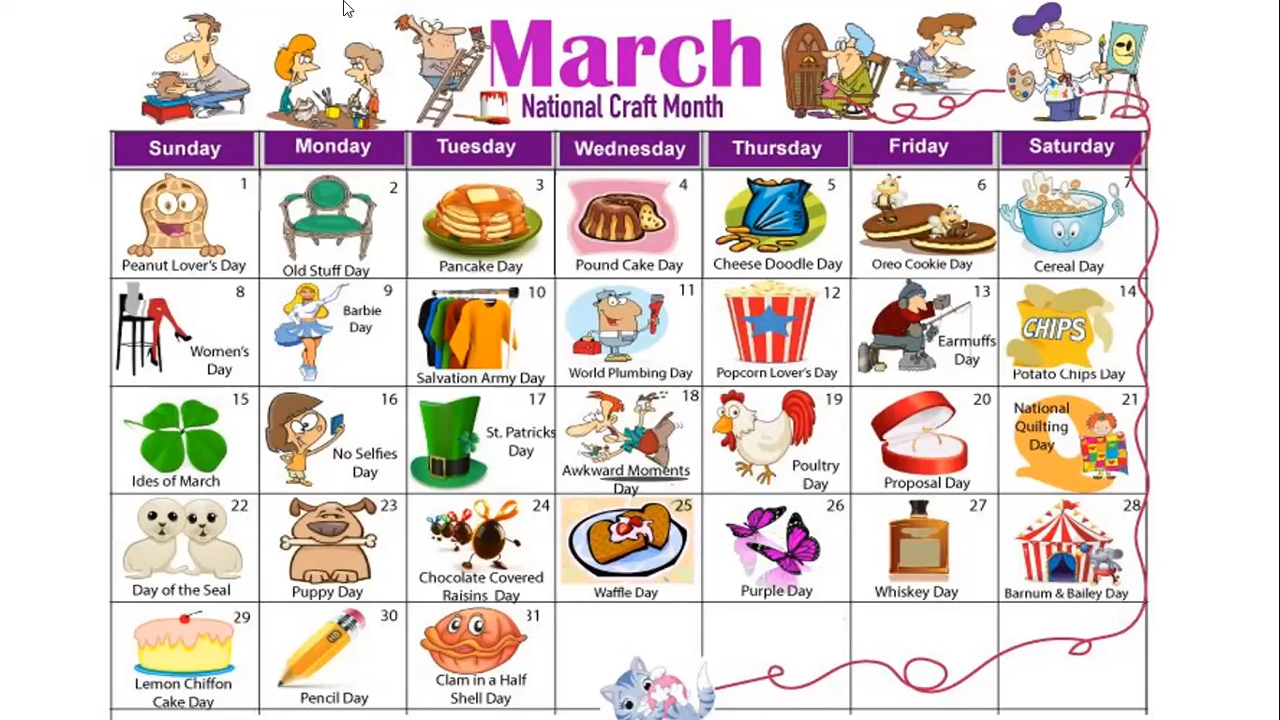 March
National Craft Month
Sunday Monday Tuesday Wednesday Thursday Friday Saturday
1 2 3 4 5 6 7
Peanut Lover's Day
Old Stuff Day
Pancake Day
Pound Cake Day
Cheese Doodle Day
Oreo Cookie Day
Cereal Day
8 9 10 11 12 13 14
Women's
Day
Barbie
Day
Salvation Army Day
World Plumbing Day
Popcorn Lover's Day
Earmuffs
Day
CHIPS
Potato Chips Day
15 16 17 18 19 20 21
Ides of March
No Selfies
Day
St. Patricks
Day
Awkward Moments
Day
Poultry
Day
Proposal Day
National
Quilting
Day
22 23 24 25 26 27 28
Day of the Seal
Puppy Day
Chocolate Covered
Raisins Day
Waffle Day
Purple Day
Whiskey Day
Barnum & Bailey Day
29 30 31
Lemon Chiffon
Cake Day
Pencil Day
Clam in a Half
Shell Day